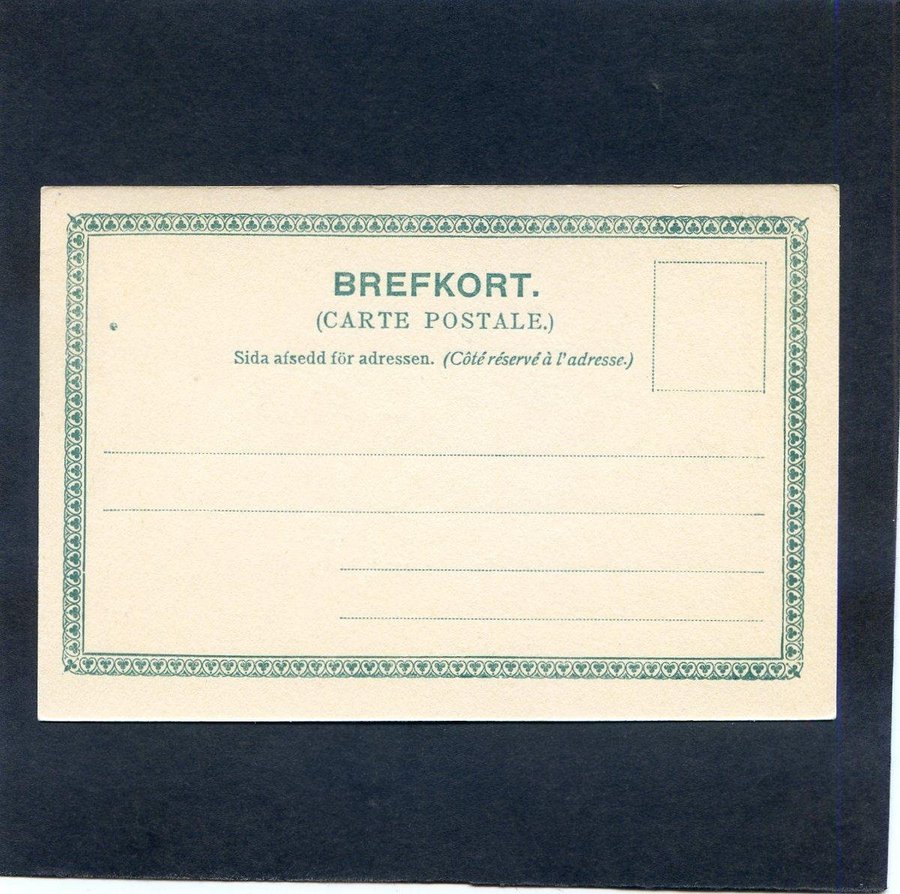 BREFKORT.
(CARTE POSTALE.)
Sida afsedd för adressen. (Côté réservé à l'adresse.)